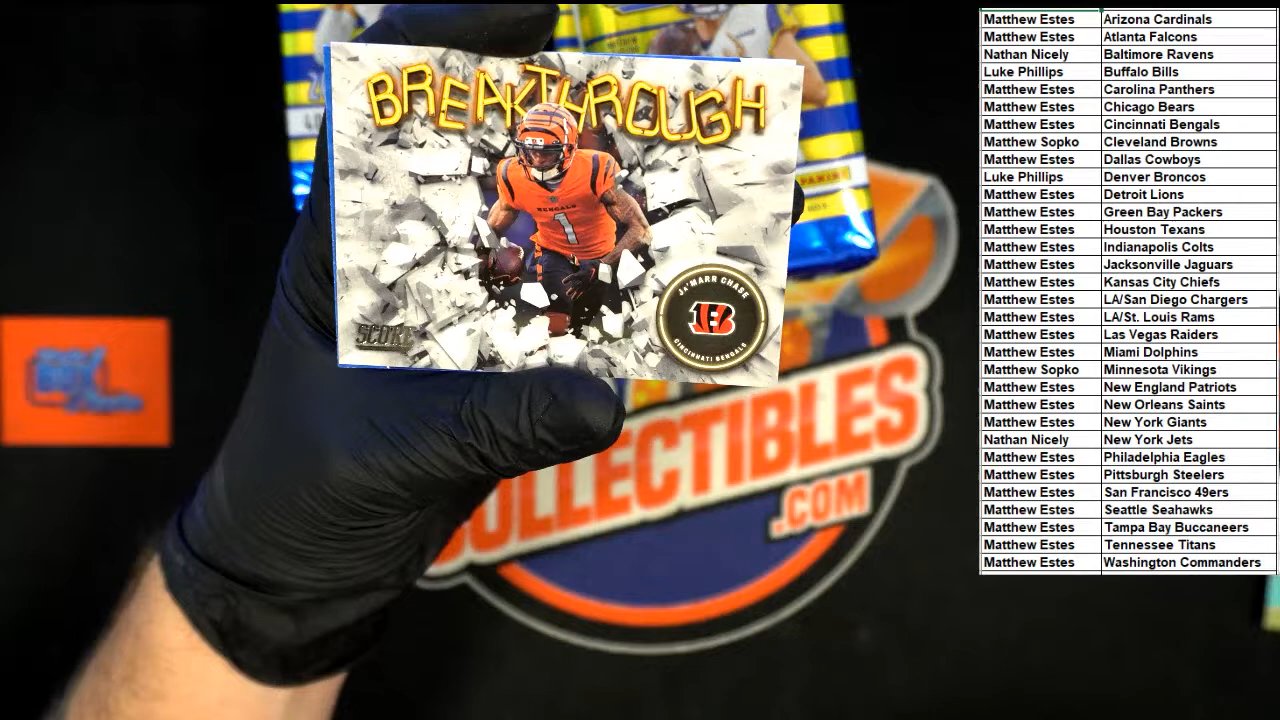 BREAKTHROUGH
BENGALS
1
JA'MARR CHASE
B
CINCINNATI BENGALS
SCORE
PANINI
COLLECTIBLES
.COM
Matthew Estes Arizona Cardinals
Matthew Estes Atlanta Falcons
Nathan Nicely Baltimore Ravens
Luke Phillips Buffalo Bills
Matthew Estes Carolina Panthers
Matthew Estes Chicago Bears
Matthew Estes Cincinnati Bengals
Matthew Sopko Cleveland Browns
Matthew Estes Dallas Cowboys
Luke Phillips Denver Broncos
Matthew Estes Detroit Lions
Matthew Estes Green Bay Packers
Matthew Estes Houston Texans
Matthew Estes Indianapolis Colts
Matthew Estes Jacksonville Jaguars
Matthew Estes Kansas City Chiefs
Matthew Estes LA/San Diego Chargers
Matthew Estes LA/St. Louis Rams
Matthew Estes Las Vegas Raiders
Matthew Estes Miami Dolphins
Matthew Sopko Minnesota Vikings
Matthew Estes New England Patriots
Matthew Estes New Orleans Saints
Matthew Estes New York Giants
Nathan Nicely New York Jets
Matthew Estes Philadelphia Eagles
Matthew Estes Pittsburgh Steelers
Matthew Estes San Francisco 49ers
Matthew Estes Seattle Seahawks
Matthew Estes Tampa Bay Buccaneers
Matthew Estes Tennessee Titans
Matthew Estes Washington Commanders